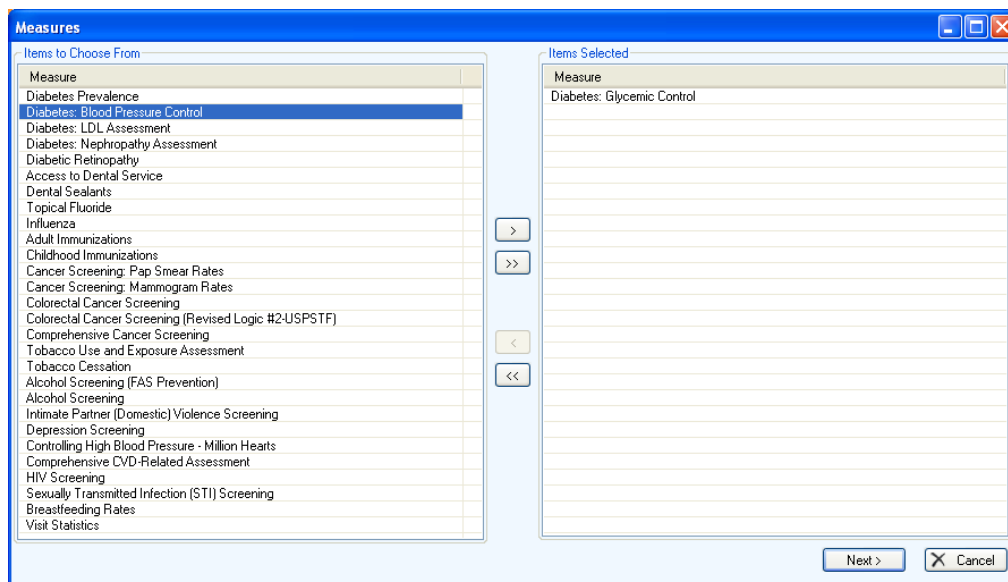 Measures
Items to Choose From
Measure
Diabetes Prevalence
Diabetes: Blood Pressure Control
Diabetes: LDL Assessment
Diabetes: Nephropathy Assessment
Diabetic Retinopathy
Access to Dental Service
Dental Sealants
Topical Fluoride
Influenza
Adult Immunizations
Childhood Immunizations
Cancer Screening: Pap Smear Rates
Cancer Screening: Mammogram Rates
Colorectal Cancer Screening
Colorectal Cancer Screening (Revised Logic #2-USPSTF)
Comprehensive Cancer Screening
Tobacco Use and Exposure Assessment
Tobacco Cessation
Alcohol Screening (FAS Prevention)
Alcohol Screening
Intimate Partner (Domestic) Violence Screening
Depression Screening
Controlling High Blood Pressure - Million Hearts
Comprehensive CVD-Related Assessment
HIV Screening
Sexually Transmitted Infection (STI) Screening
Breastfeeding Rates
Visit Statistics
>
>>
<
<<
Items Selected
Measure
Diabetes: Glycemic Control
Next >
Cancel